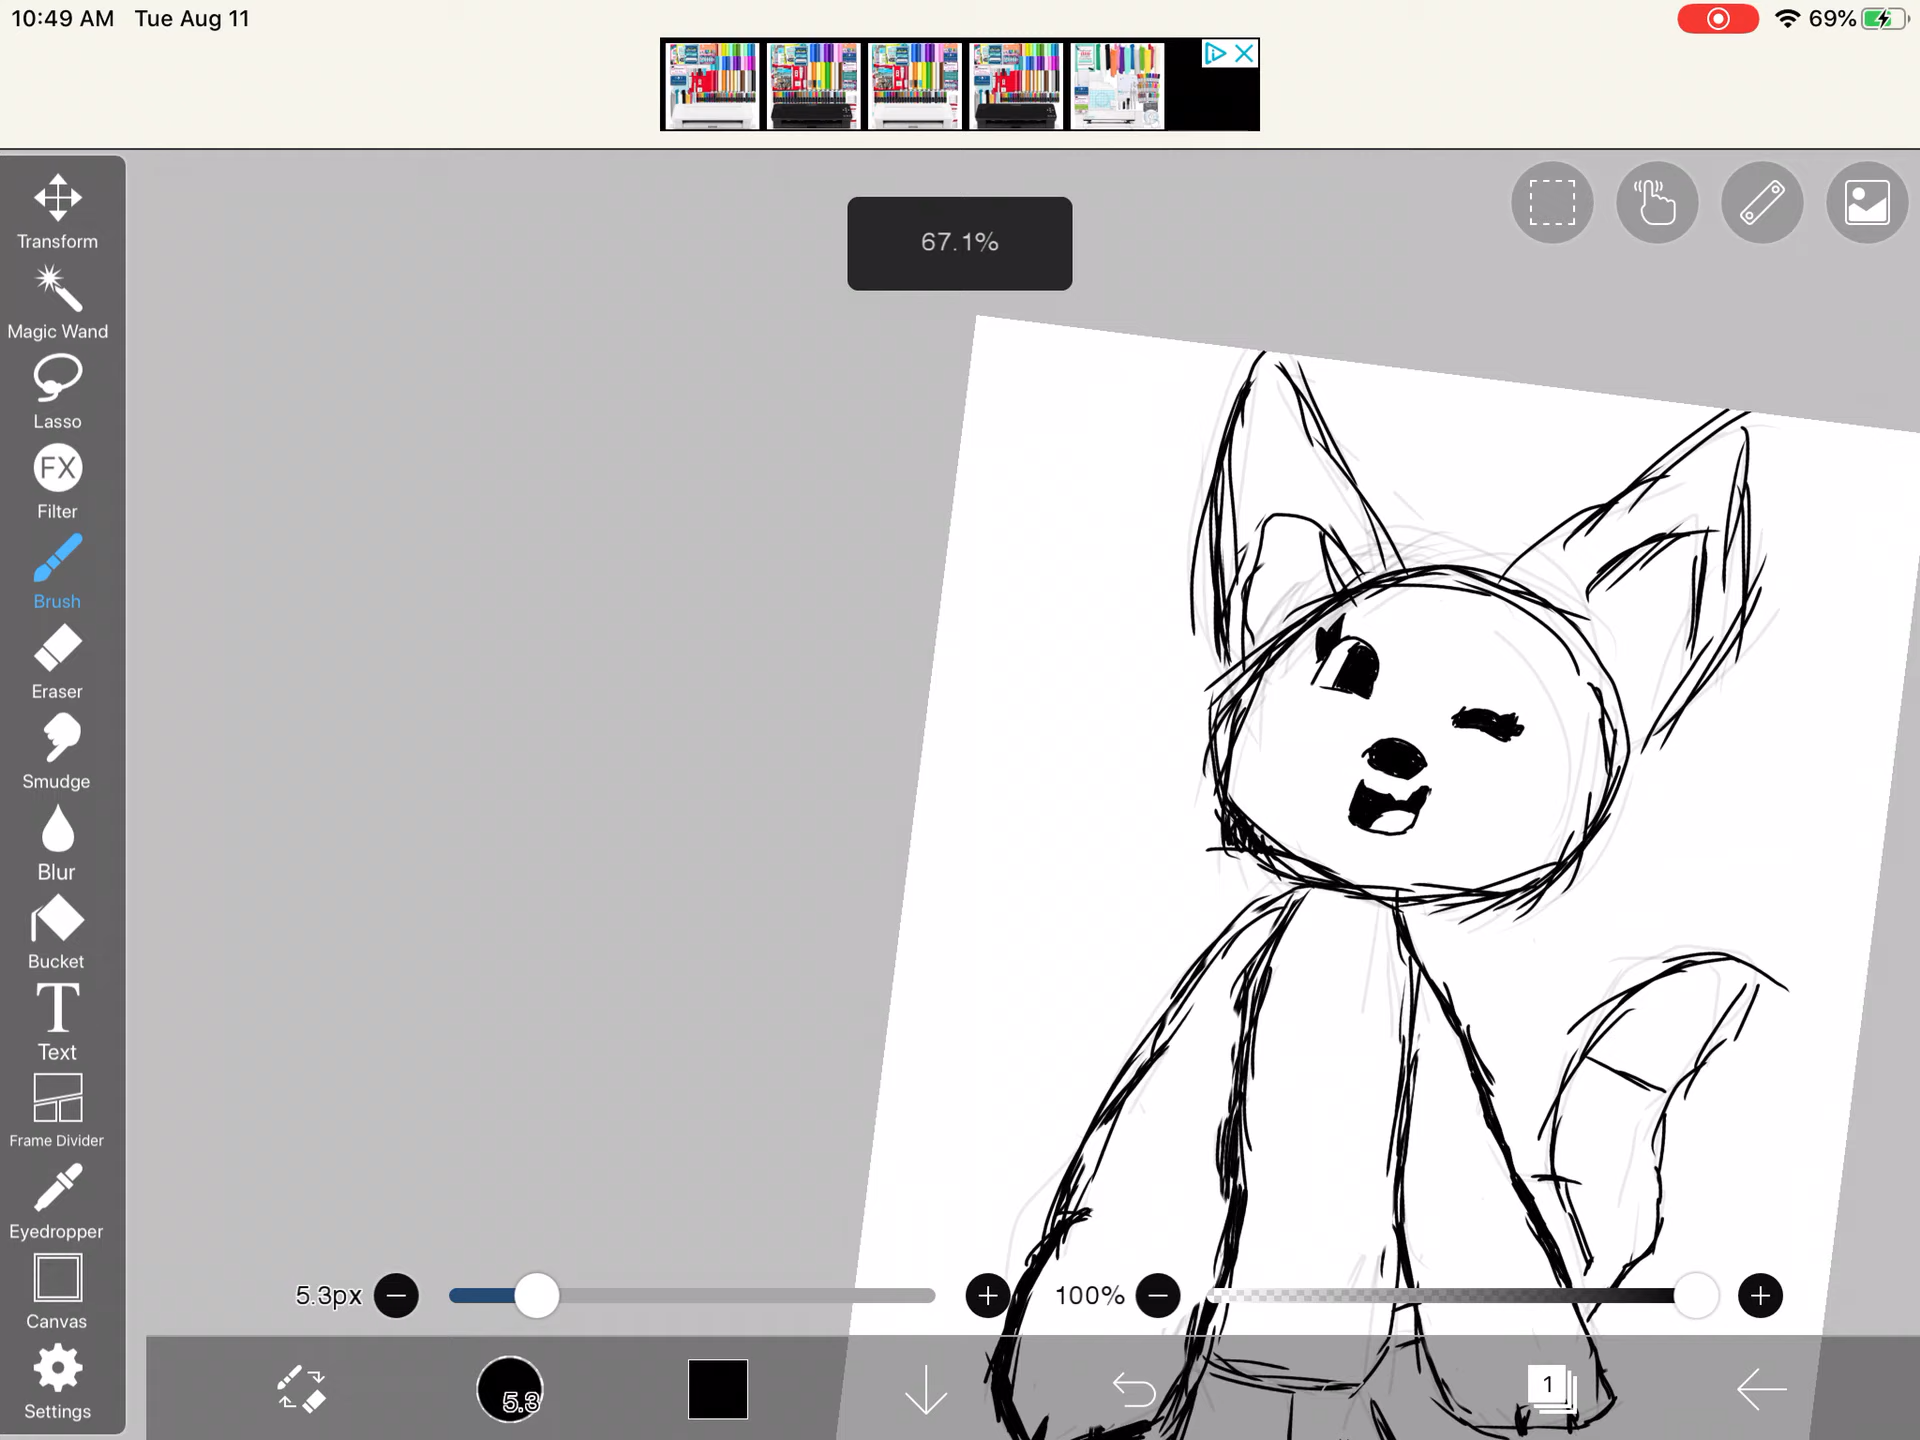 10:49 AM Tue Aug 11
69%
67.1%
Transform
Magic Wand
Lasso
FX
Filter
Brush
Eraser
Smudge
Blur
Bucket
T
Text
Frame Divider
Eyedropper
Canvas
Settings
5.3px
100%
5.3
1